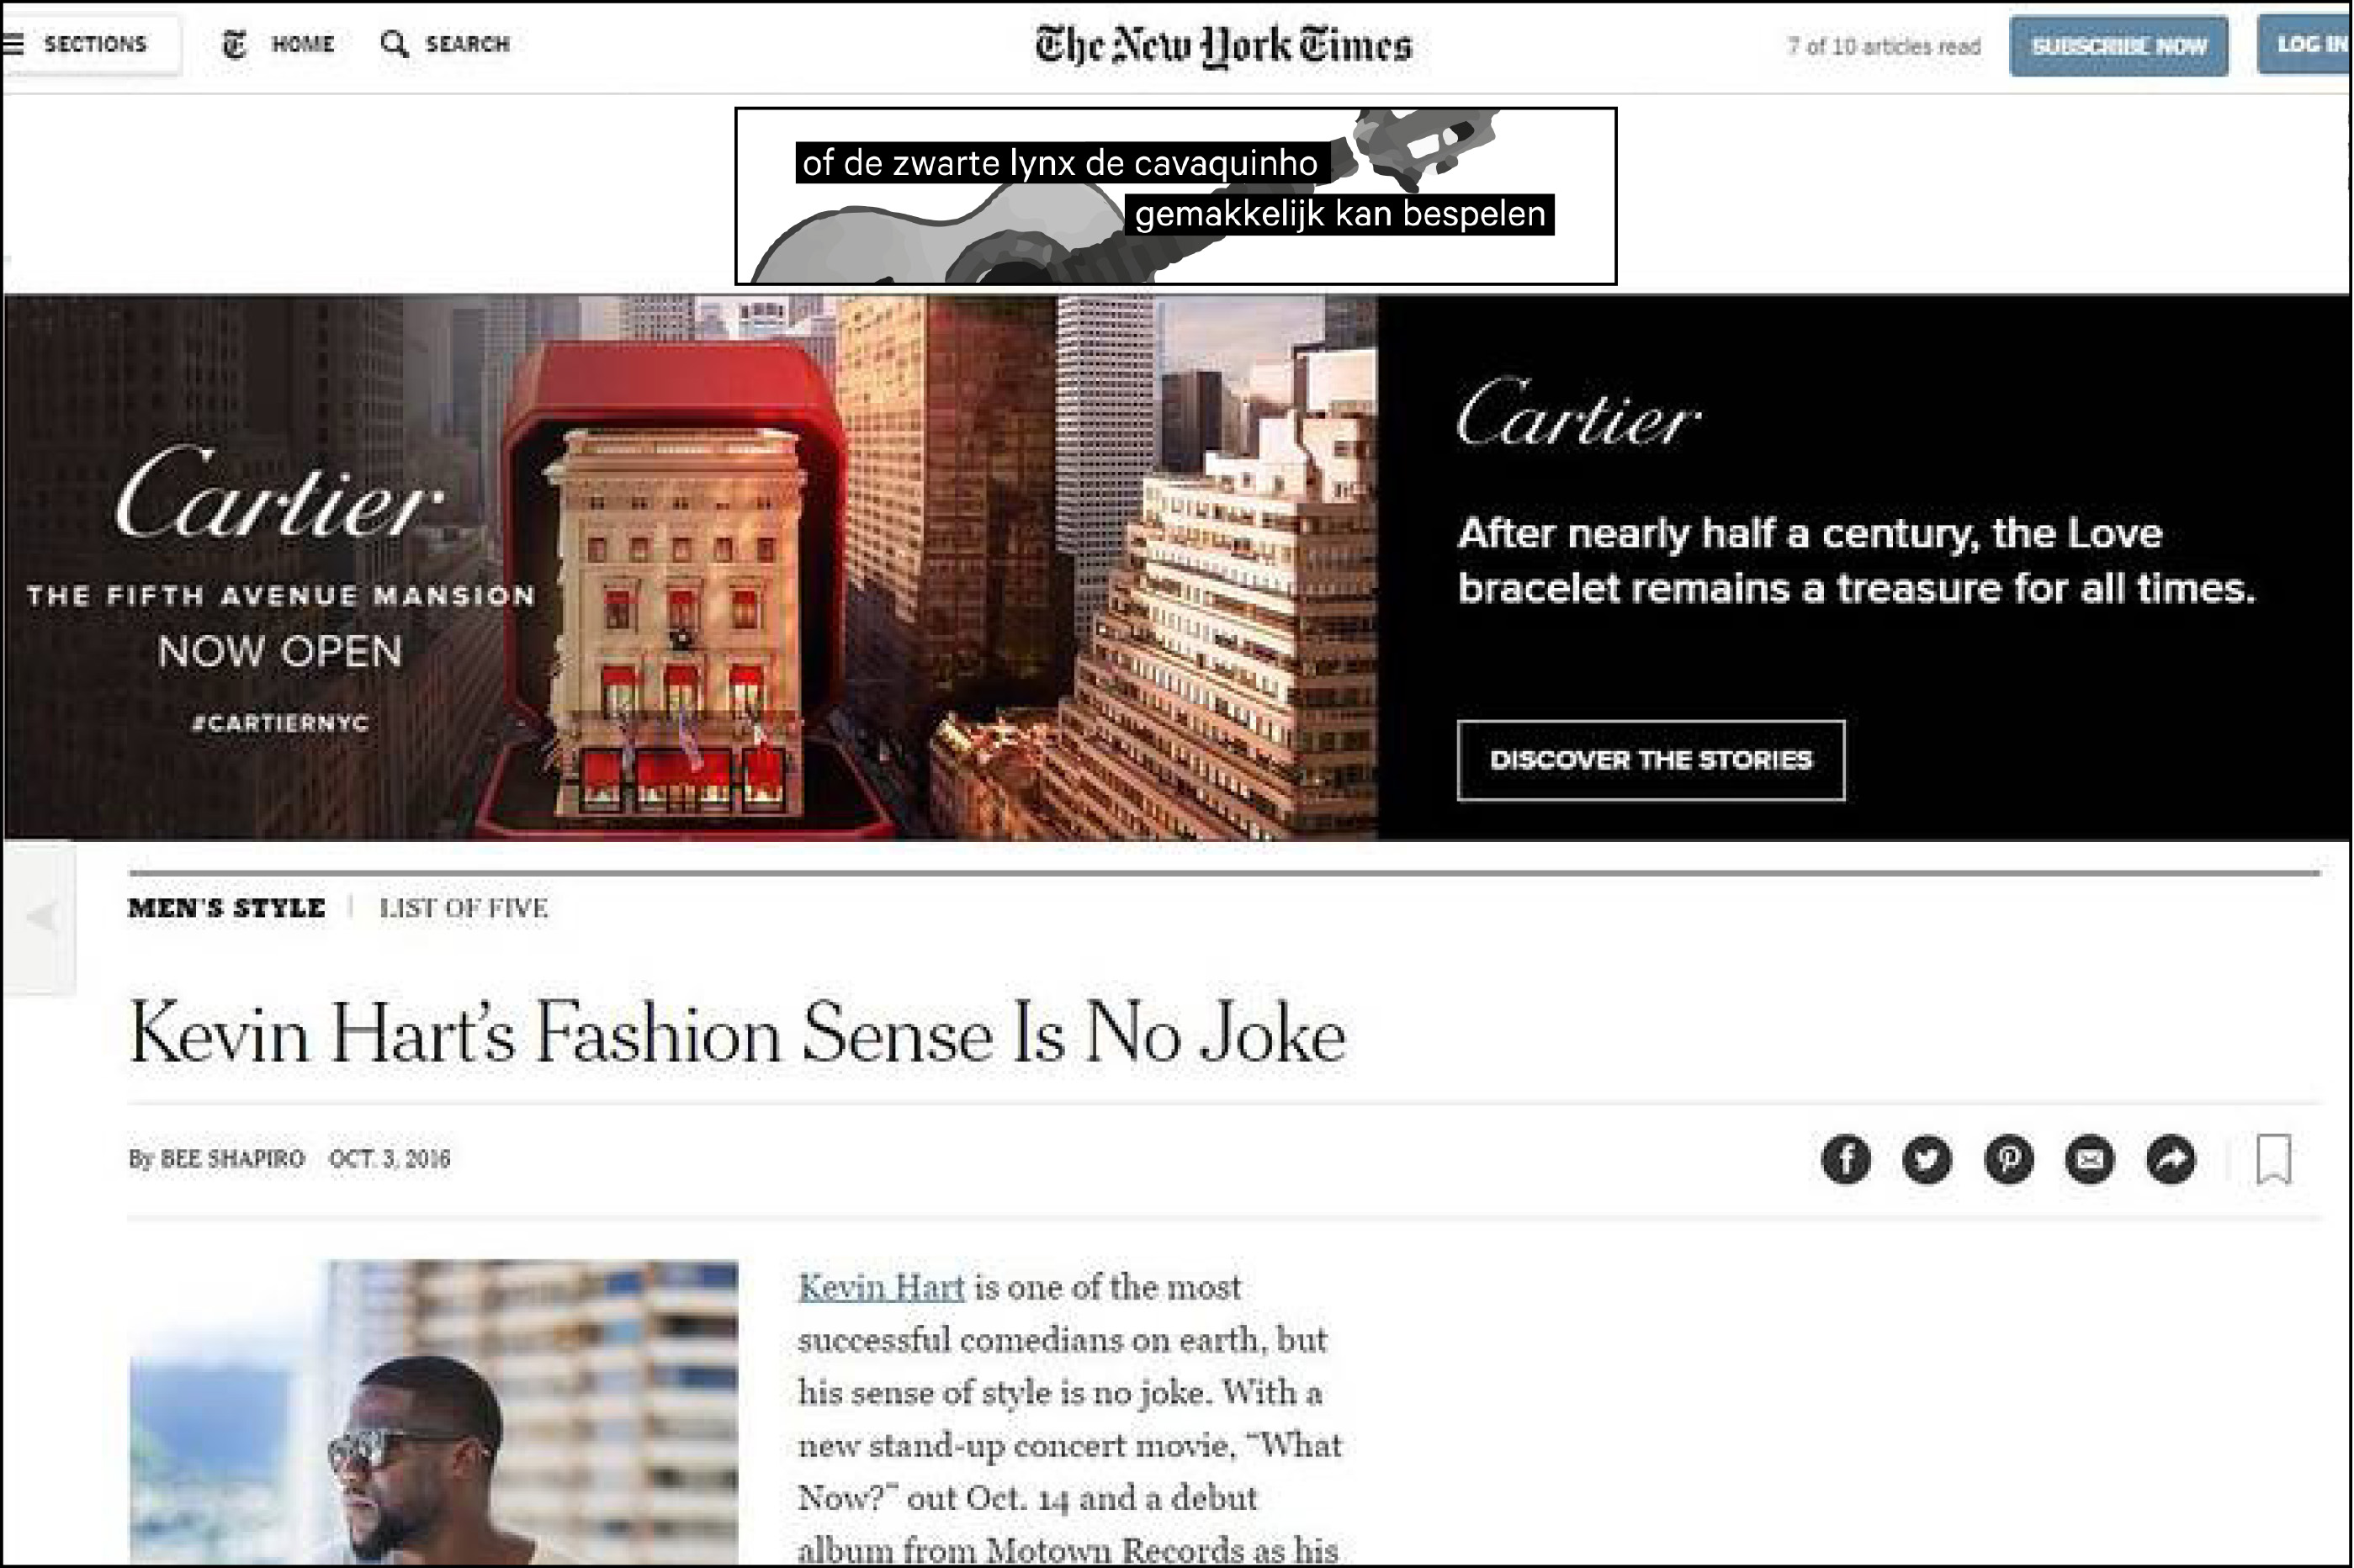 SECTIONS HOME SEARCH The New York Times 7 of 10 articles read SUBSCRIBE NOW LOG IN
of de zwarte lynx de cavaquinho
gemakkelijk kan bespelen
Cartier
THE FIFTH AVENUE MANSION
NOW OPEN
#CARTIERNYC
Cartier
After nearly half a century, the Love
bracelet remains a treasure for all times.
DISCOVER THE STORIES
MEN'S STYLE | LIST OF FIVE
Kevin Hart's Fashion Sense Is No Joke
By BEE SHAPIRO OCT. 3, 2016
Kevin Hart is one of the most
successful comedians on earth, but
his sense of style is no joke. With a
new stand-up concert movie, “What
Now?” out Oct. 14 and a debut
album from Motown Records as his